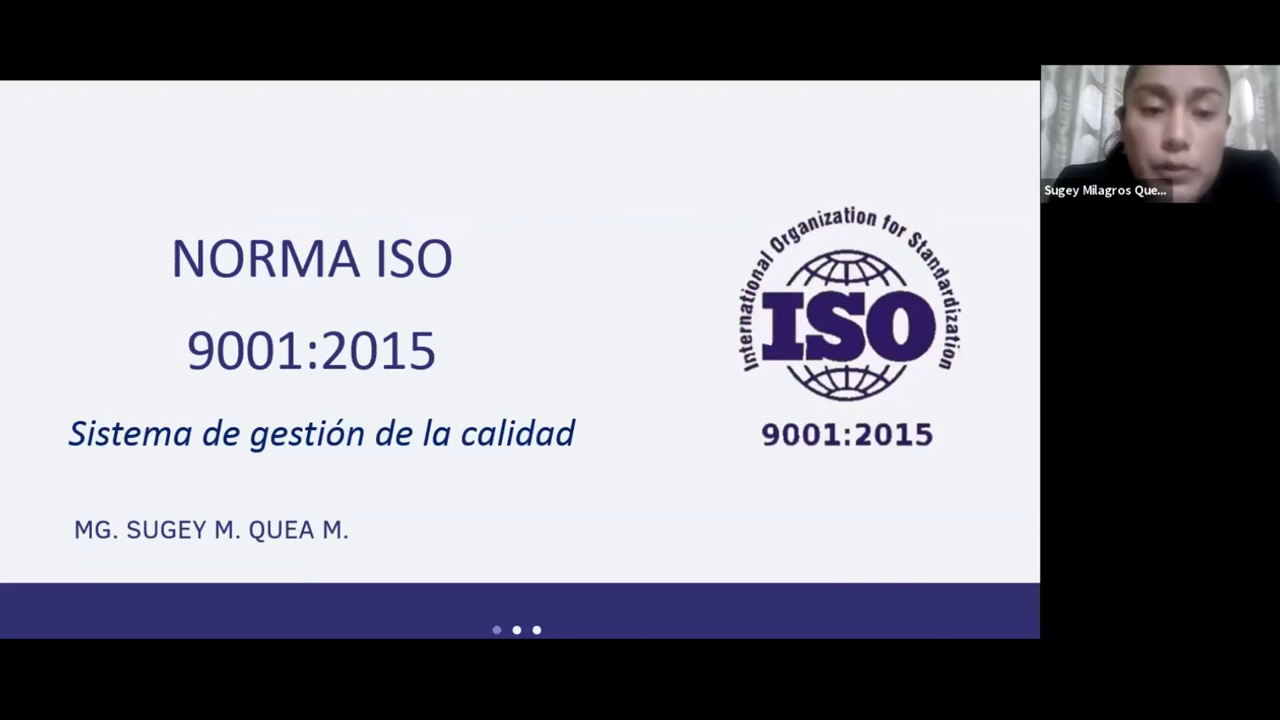 NORMA ISO
9001:2015
Sistema de gestión de la calidad
MG. SUGEY M. QUEA M.
International Organization for Standardization
ISO
9001:2015
Sugey Milagros Que...